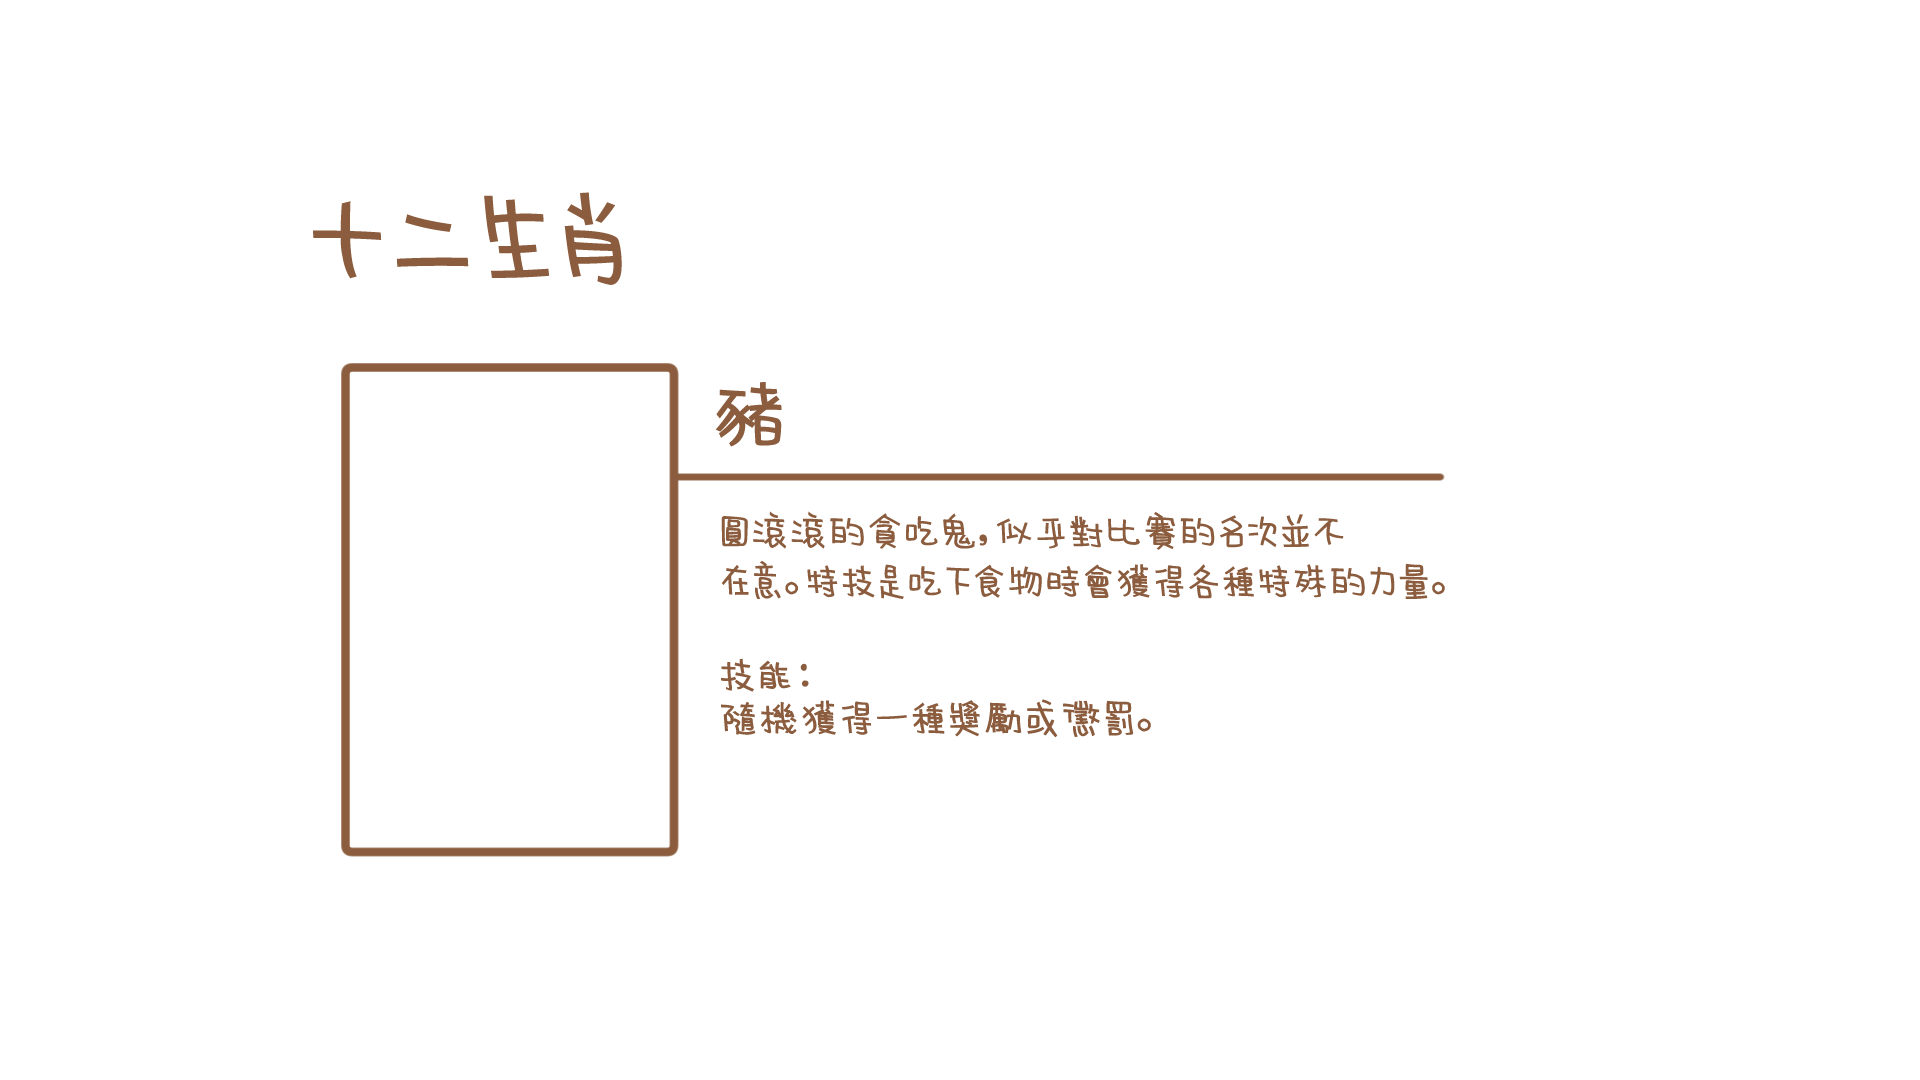 十二生肖
豬
圓滾滾的貪吃鬼,似乎對比賽的名次並不
在意。特技是吃下食物時會獲得各種特殊的力量。
技能：
隨機獲得一種獎勵或懲罰。